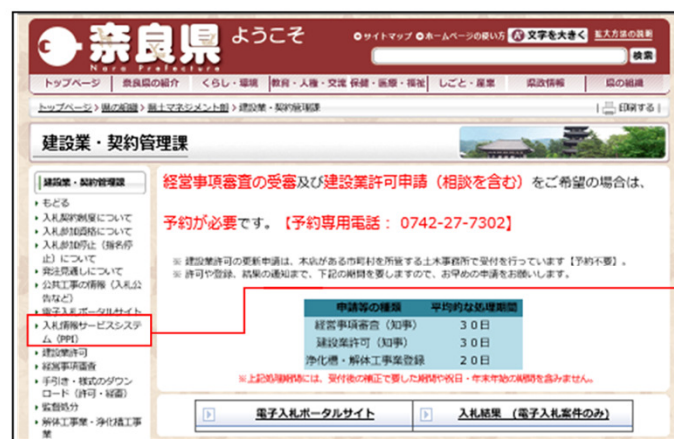 奈良県
Nara Prefecture
ようこそ
サイトマップ ホームページの使い方 文字を大きく 拡大方法の説明
検索
トップページ 奈良県の紹介 くらし・環境 教育・人権・交流 保健・医療・福祉 しごと・産業 県政情報 県の組織
トップページ > 県の組織 > 県土マネジメント部 > 建設業・契約管理課
印刷する
建設業・契約管理課
建設業・契約管理課
もどる
入札契約制度について
入札参加資格について
入札参加停止(指名停
止)について
発注見通しについて
公共工事の情報(入札公
告など)
電子入札ポータルサイト
入札情報サービスシステ
ム(PPI)
建設業許可
経営事項審査
手引き・様式のダウン
ロード(許可・経審)
監督処分
解体工事業・浄化槽工事
業
経営事項審査の受審及び建設業許可申請(相談を含む)をご希望の場合は、
予約が必要です。【予約専用電話: 0742-27-7302】
※ 建設業許可の更新申請は、本店がある市町村を所管する土木事務所で受付を行っています【予約不要】。
※ 許可や登録、結果の通知まで、下記の期間を要しますので、お早めの申請をお願いします。
申請等の種類 平均的な処理期間
経営事項審査(知事) 30日
建設業許可(知事) 30日
浄化槽・解体工事業登録 20日
※上記処理期間には、受付後の補正で要した期間や祝日・年末年始の期間を含みません。
電子入札ポータルサイト 入札結果 (電子入札案件のみ)